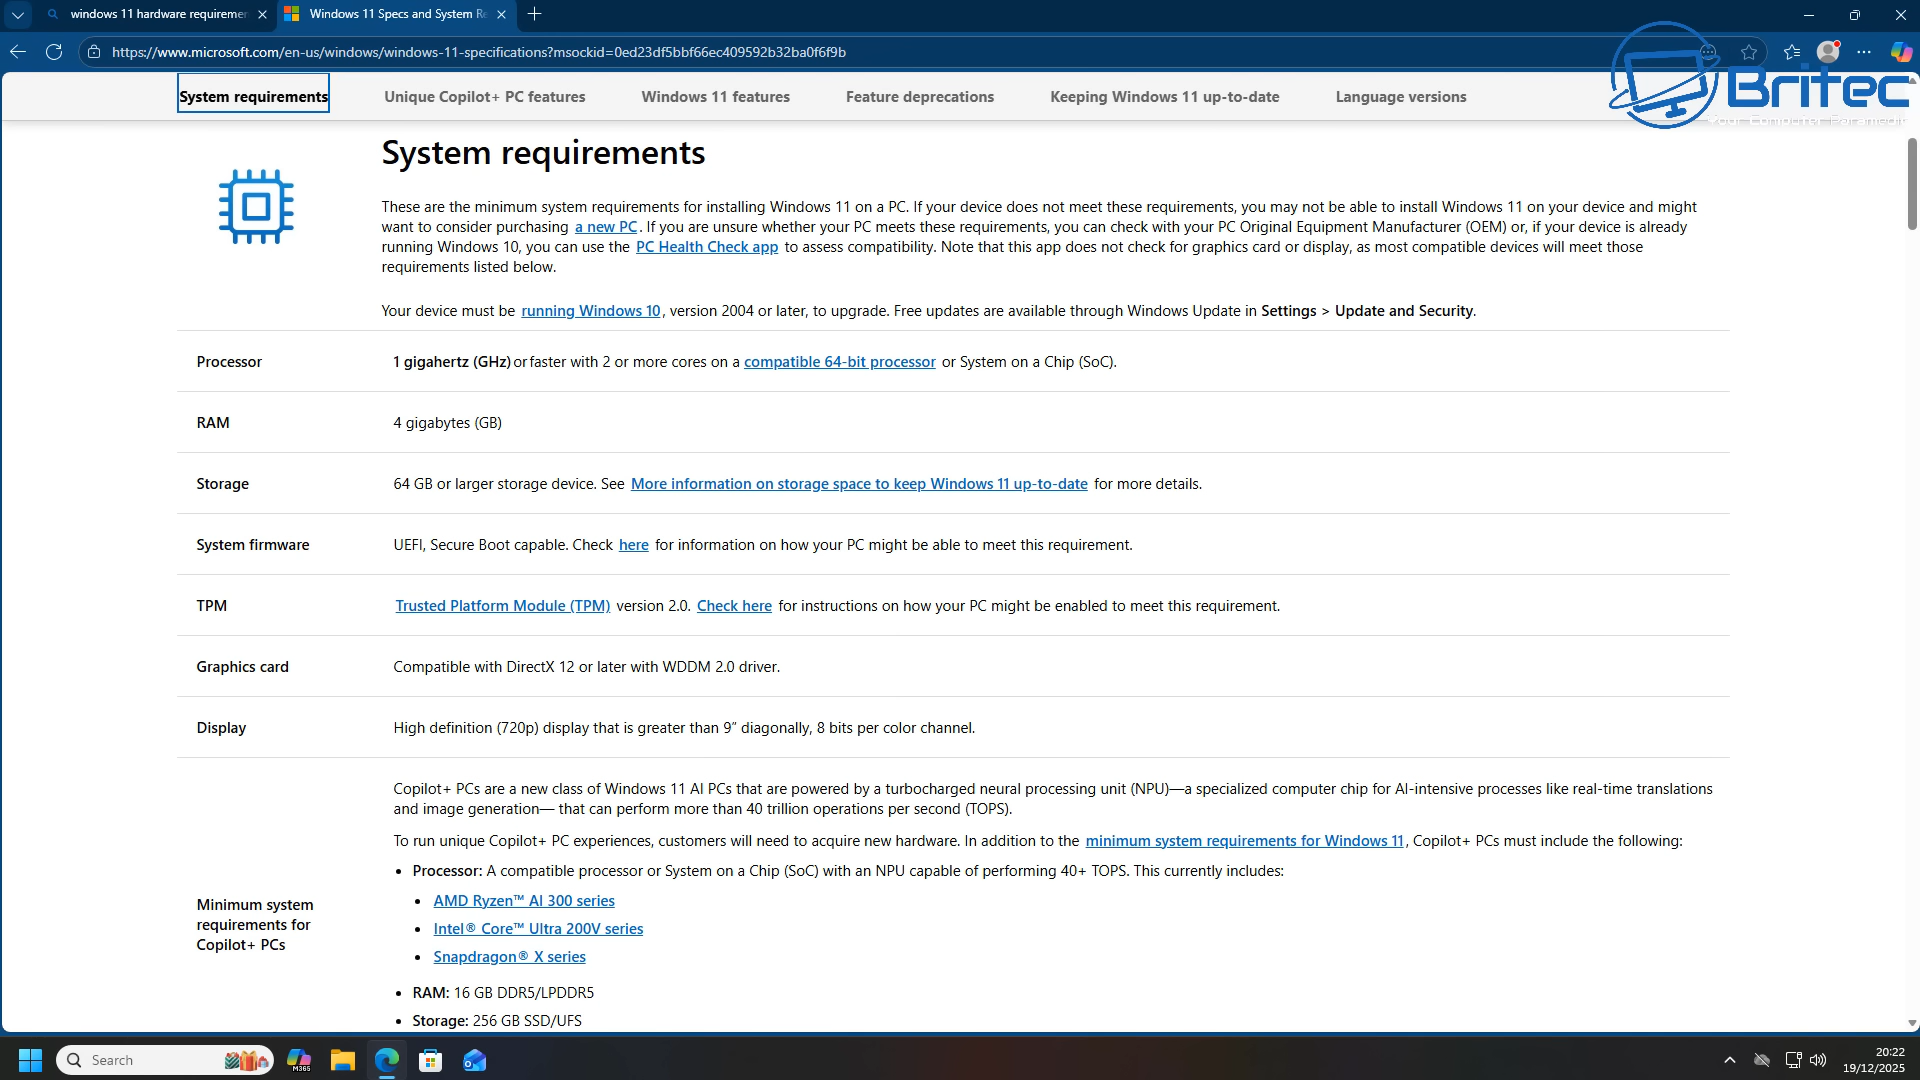 windows 11 hardware requiremen
Windows 11 Specs and System Re
https://www.microsoft.com/en-us/windows/windows-11-specifications?msockid=0ed23df5bbf66ec409592b32ba0f6f9b
Britec
System requirements
Unique Copilot+ PC features
Windows 11 features
Feature deprecations
Keeping Windows 11 up-to-date
Language versions
System requirements
These are the minimum system requirements for installing Windows 11 on a PC. If your device does not meet these requirements, you may not be able to install Windows 11 on your device and might
want to consider purchasing a new PC. If you are unsure whether your PC meets these requirements, you can check with your PC Original Equipment Manufacturer (OEM) or, if your device is already
running Windows 10, you can use the PC Health Check app to assess compatibility. Note that this app does not check for graphics card or display, as most compatible devices will meet those
requirements listed below.
Your device must be running Windows 10, version 2004 or later, to upgrade. Free updates are available through Windows Update in Settings > Update and Security.
Processor
1 gigahertz (GHz) or faster with 2 or more cores on a compatible 64-bit processor or System on a Chip (SoC).
RAM
4 gigabytes (GB)
Storage
64 GB or larger storage device. See More information on storage space to keep Windows 11 up-to-date for more details.
System firmware
UEFI, Secure Boot capable. Check here for information on how your PC might be able to meet this requirement.
TPM
Trusted Platform Module (TPM) version 2.0. Check here for instructions on how your PC might be enabled to meet this requirement.
Graphics card
Compatible with DirectX 12 or later with WDDM 2.0 driver.
Display
High definition (720p) display that is greater than 9” diagonally, 8 bits per color channel.
Minimum system
requirements for
Copilot+ PCs
Copilot+ PCs are a new class of Windows 11 AI PCs that are powered by a turbocharged neural processing unit (NPU)—a specialized computer chip for AI-intensive processes like real-time translations
and image generation— that can perform more than 40 trillion operations per second (TOPS).
To run unique Copilot+ PC experiences, customers will need to acquire new hardware. In addition to the minimum system requirements for Windows 11, Copilot+ PCs must include the following:
• Processor: A compatible processor or System on a Chip (SoC) with an NPU capable of performing 40+ TOPS. This currently includes:
• AMD Ryzen™ AI 300 series
• Intel® Core™ Ultra 200V series
• Snapdragon® X series
• RAM: 16 GB DDR5/LPDDR5
• Storage: 256 GB SSD/UFS
Search
M365
20:22
19/12/2025